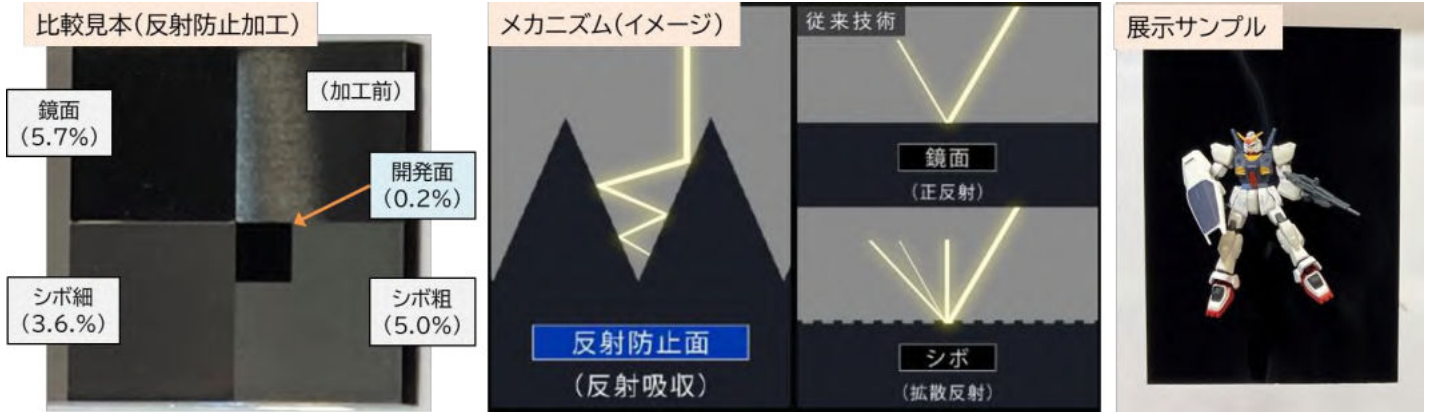 比較見本(反射防止加工)
(加工前)
鏡面
(5.7%)
開発面
(0.2%)
シボ細
(3.6.%)
シボ粗
(5.0%)
メカニズム(イメージ)
反射防止面
(反射吸収)
従来技術
鏡面
(正反射)
シボ
(拡散反射)
展示サンプル